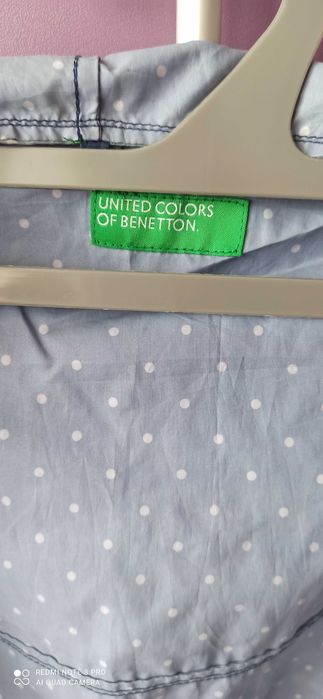 UNITED COLORS
OF BENETTON.
REDMI NOTE 8 PRO
AI QUAD CAMERA